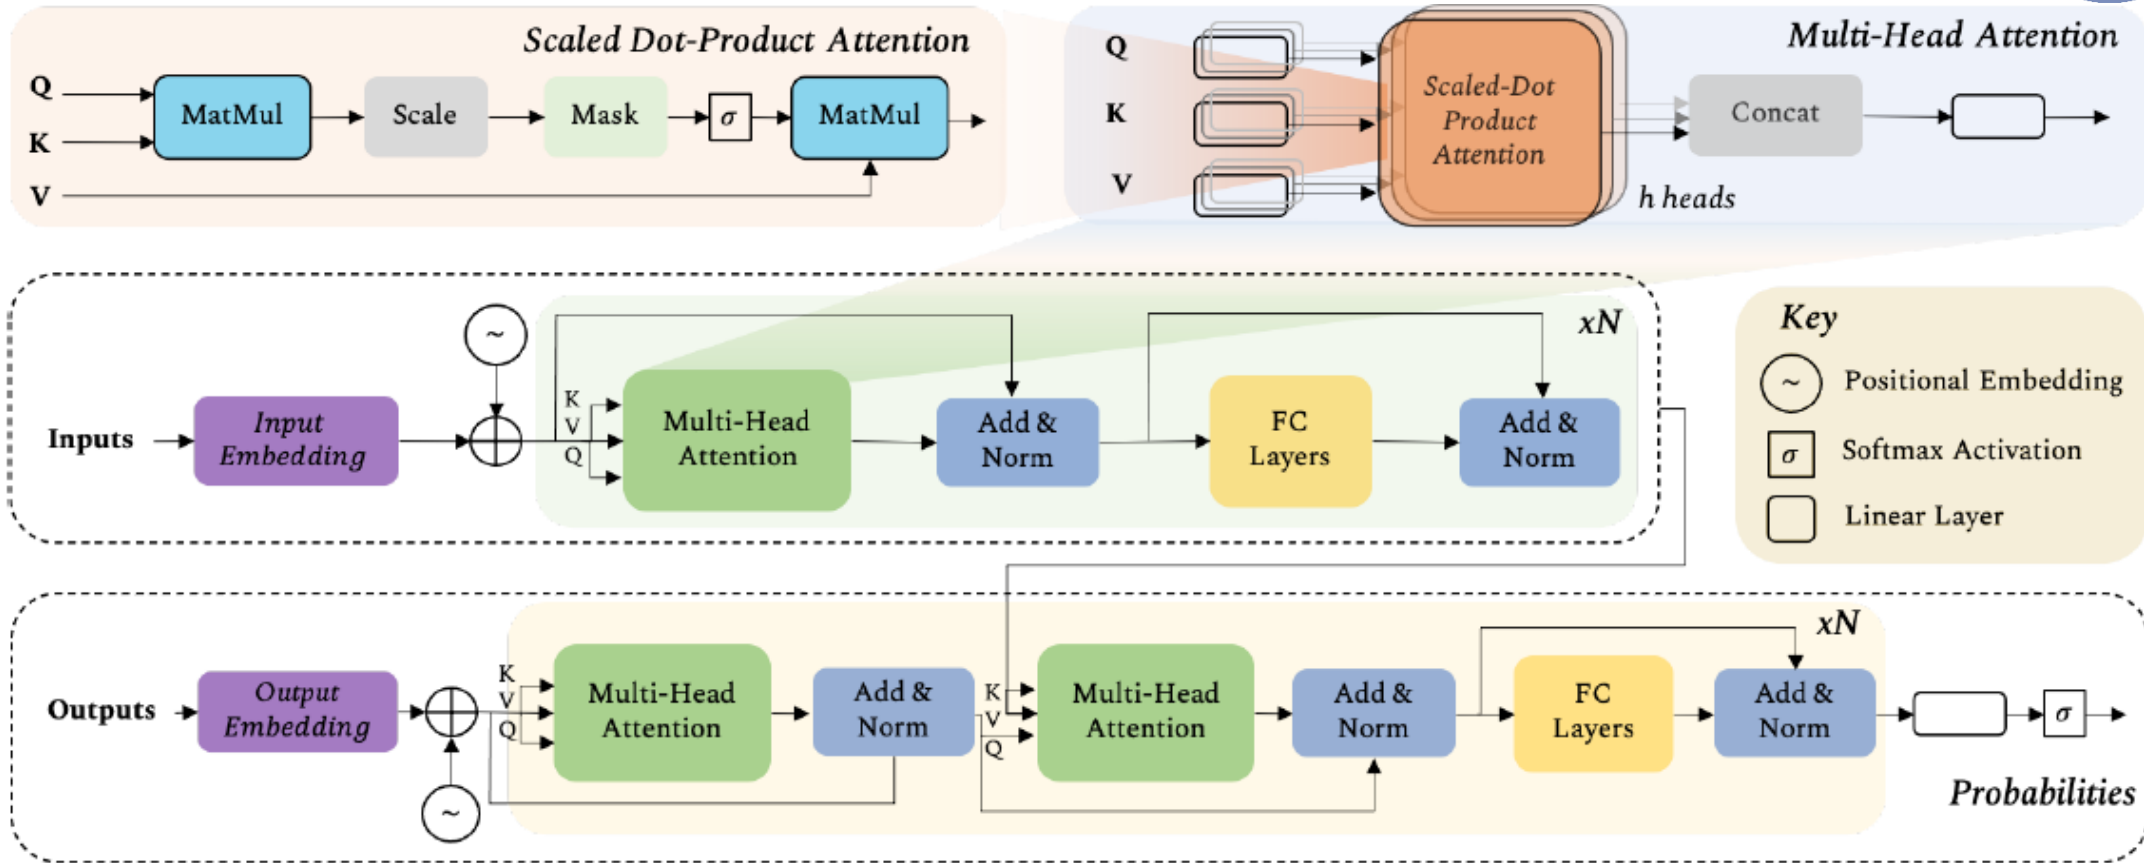 Scaled Dot-Product Attention
Q
K
V
MatMul
Scale
Mask
σ
MatMul
Multi-Head Attention
Q
K
V
Scaled-Dot
Product
Attention
Concat
h heads
xN
~
Inputs
Input
Embedding
K
V
Q
Multi-Head
Attention
Add &
Norm
FC
Layers
Add &
Norm
Key
~ Positional Embedding
σ Softmax Activation
Linear Layer
xN
Outputs
Output
Embedding
~
K
V
Q
Multi-Head
Attention
Add &
Norm
K
V
Q
Multi-Head
Attention
Add &
Norm
FC
Layers
Add &
Norm
σ
Probabilities